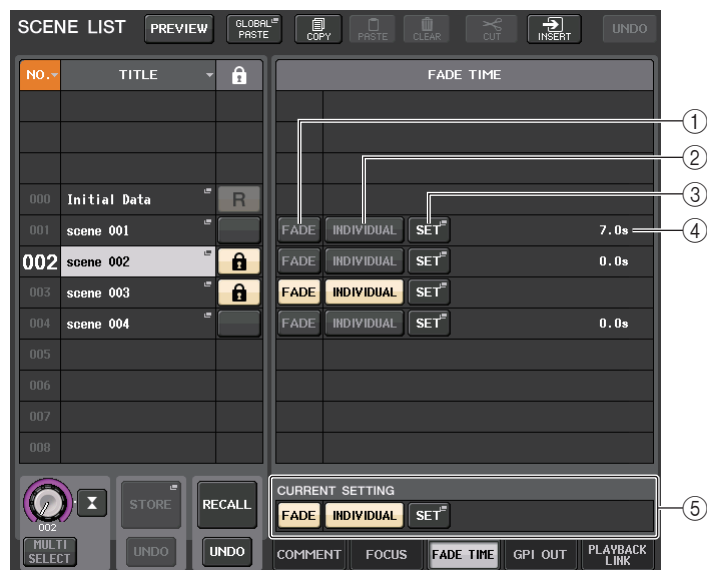 SCENE LIST PREVIEW GLOBAL PASTE COPY PASTE CLEAR CUT INSERT UNDO
NO. TITLE FADE TIME
①
②
000 Initial Data R
③
001 scene 001 FADE INDIVIDUAL SET 7.0s ④
002 scene 002 FADE INDIVIDUAL SET 0.0s
003 scene 003 FADE INDIVIDUAL SET
004 scene 004 FADE INDIVIDUAL SET 0.0s
005
006
007
008
CURRENT SETTING
002 STORE RECALL FADE INDIVIDUAL SET ⑤
MULTI SELECT UNDO UNDO COMMENT FOCUS FADE TIME GPI OUT PLAYBACK LINK